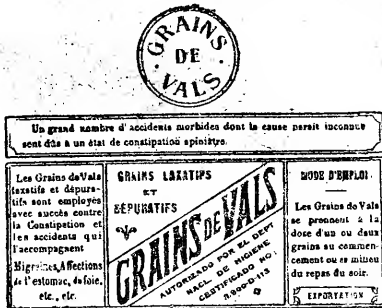 GRAINS
DE
VALS
Un grand nombre d'accidents morbides dont la cause parait inconnue
sont dûs à un état de constipation opiniâtre.
Les Grains de Vals
laxatifs et dépura-
tifs sont employés
avec succès contre
la Constipation et
les accidents qui
l'accompagnent
Migraines, Affections
de l'estomac, du foie,
etc., etc.
GRAINS LAXATIFS
ET
DÉPURATIFS
GRAINS DE VALS
AUTORIZADO POR EL DEPT
NACL. DE HIGIENE
CERTIFICADO NO:
MODE D'EMPLOI:
Les Grains de Vals
se prennent à la
dose d'un ou deux
grains au commen-
cement ou au milieu
du repas du soir.
EXPORTATION